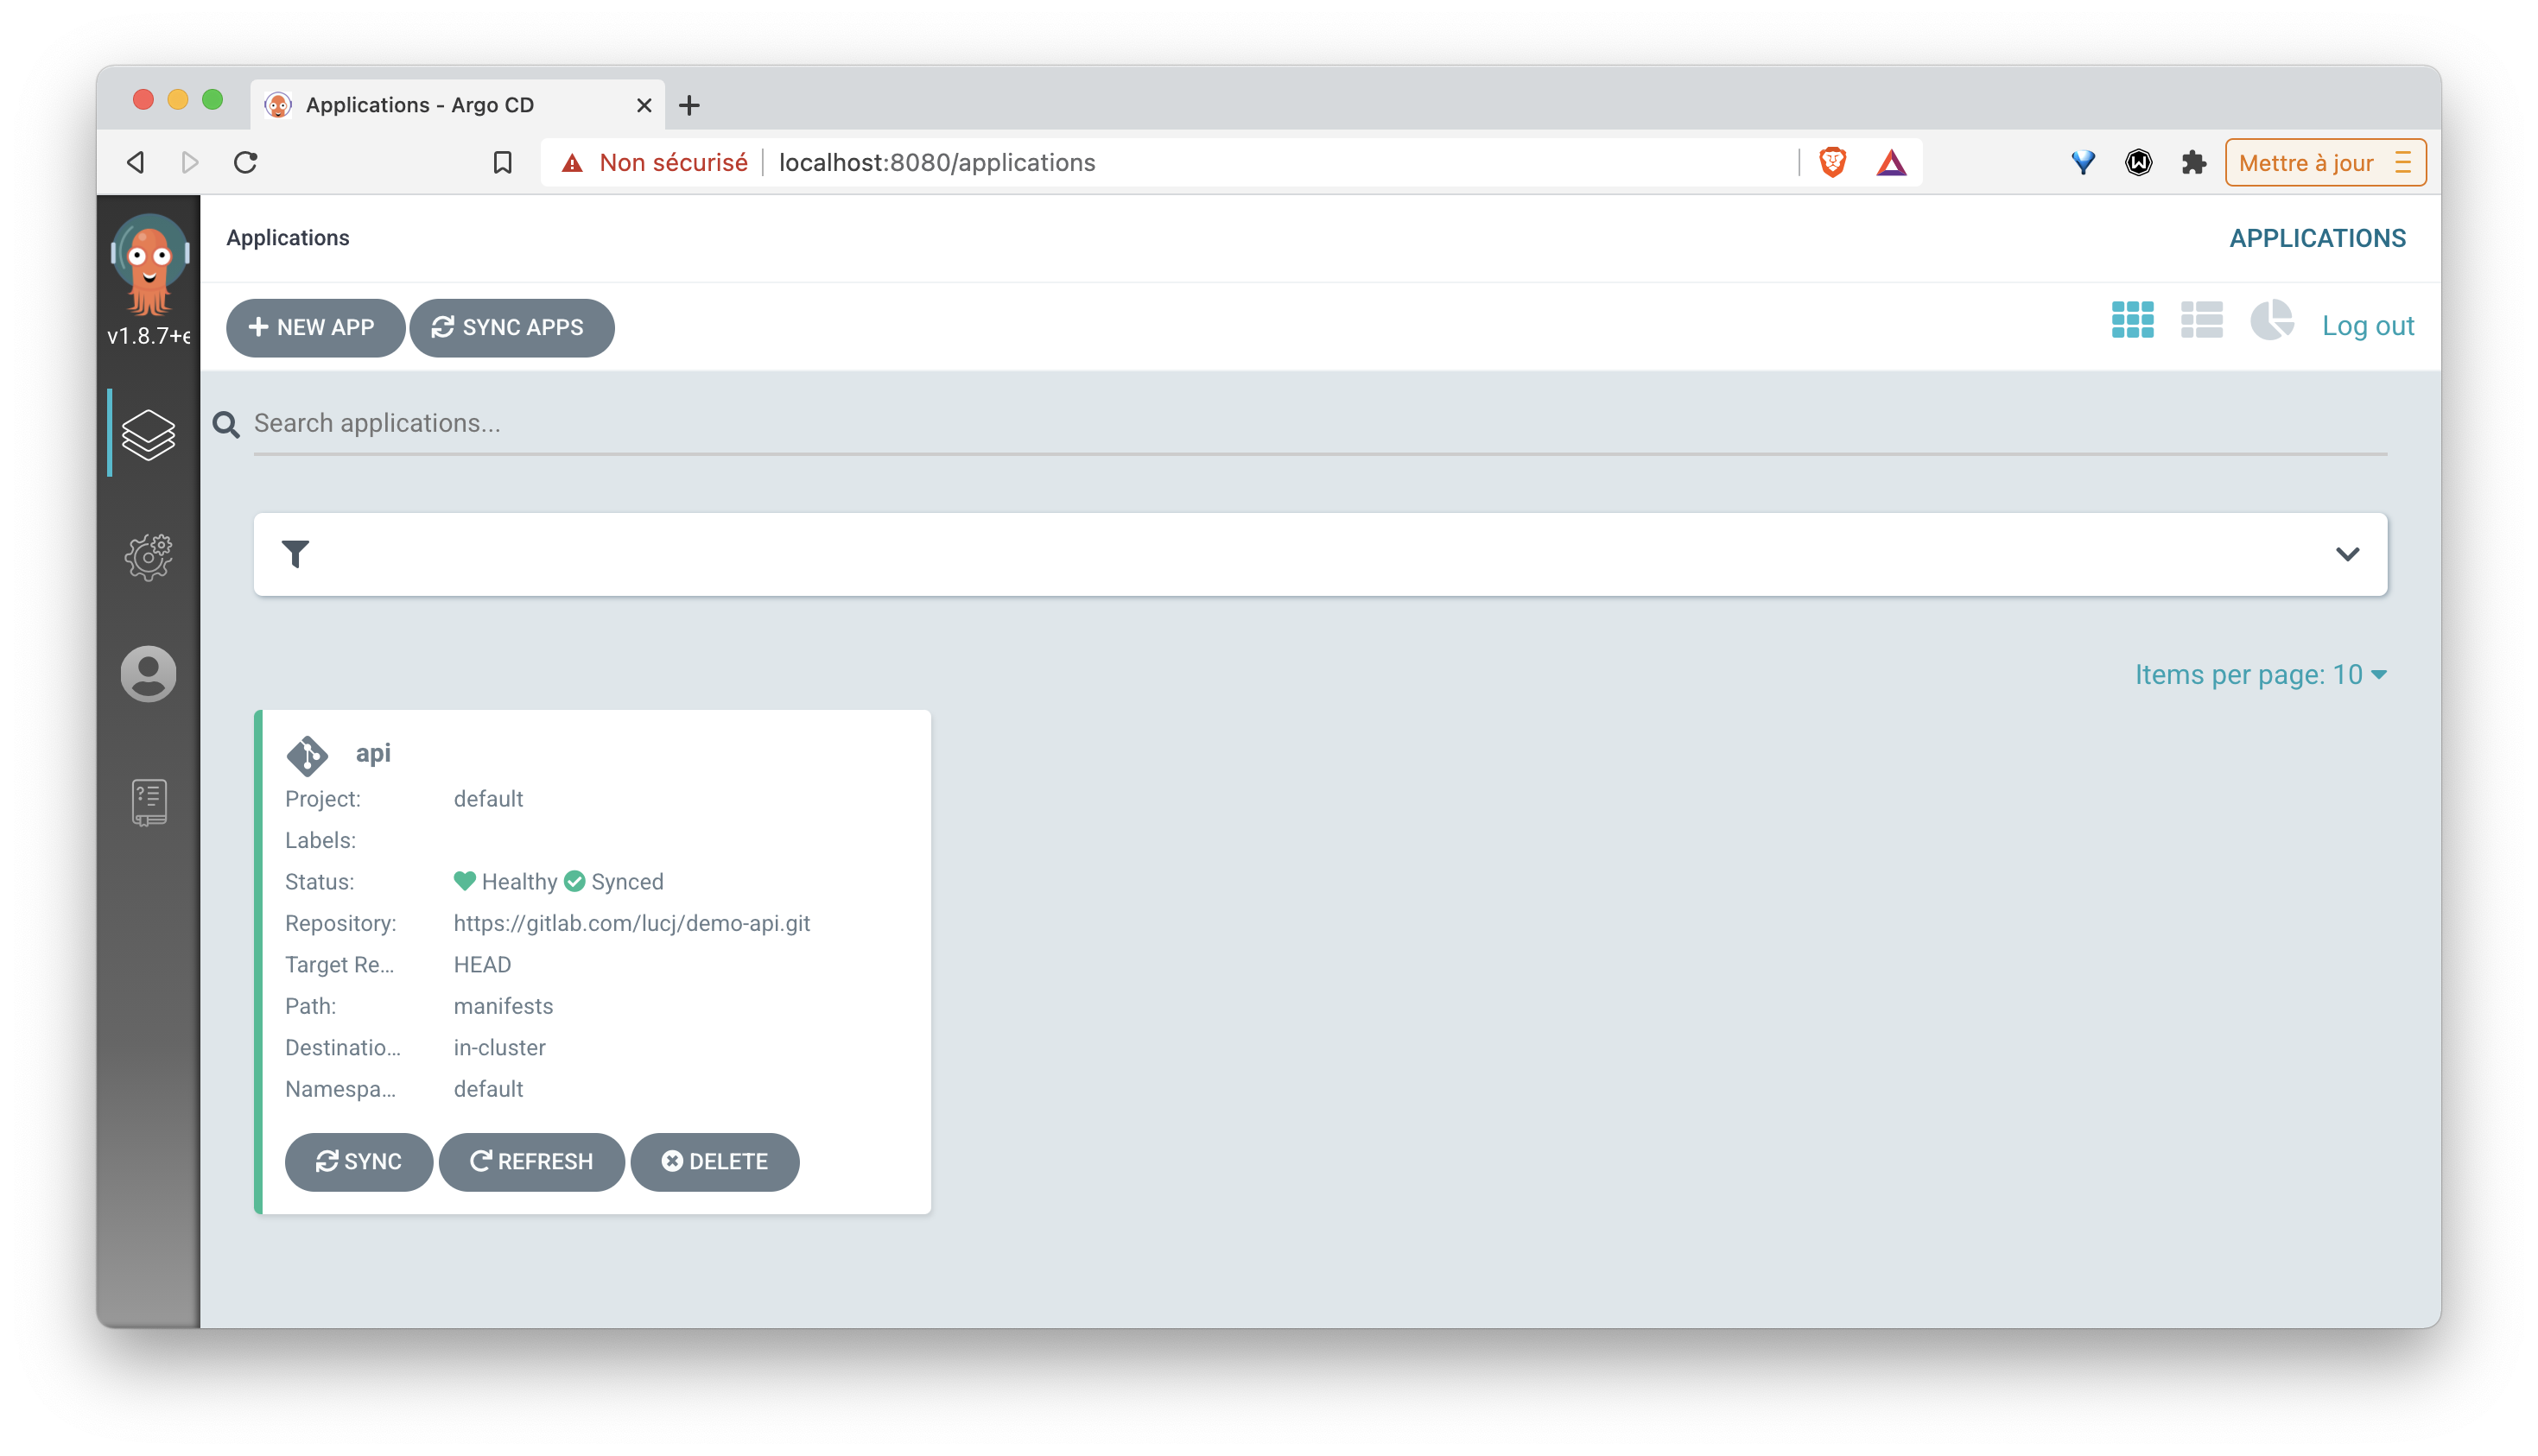 Applications - Argo CD
Non sécurisé localhost:8080/applications
Mettre à jour
Applications
APPLICATIONS
v1.8.7+e
NEW APP SYNC APPS
Log out
Search applications...
Items per page: 10
api
Project: default
Labels:
Status: Healthy Synced
Repository: https://gitlab.com/lucj/demo-api.git
Target Re... HEAD
Path: manifests
Destinatio... in-cluster
Namespa... default
SYNC REFRESH DELETE